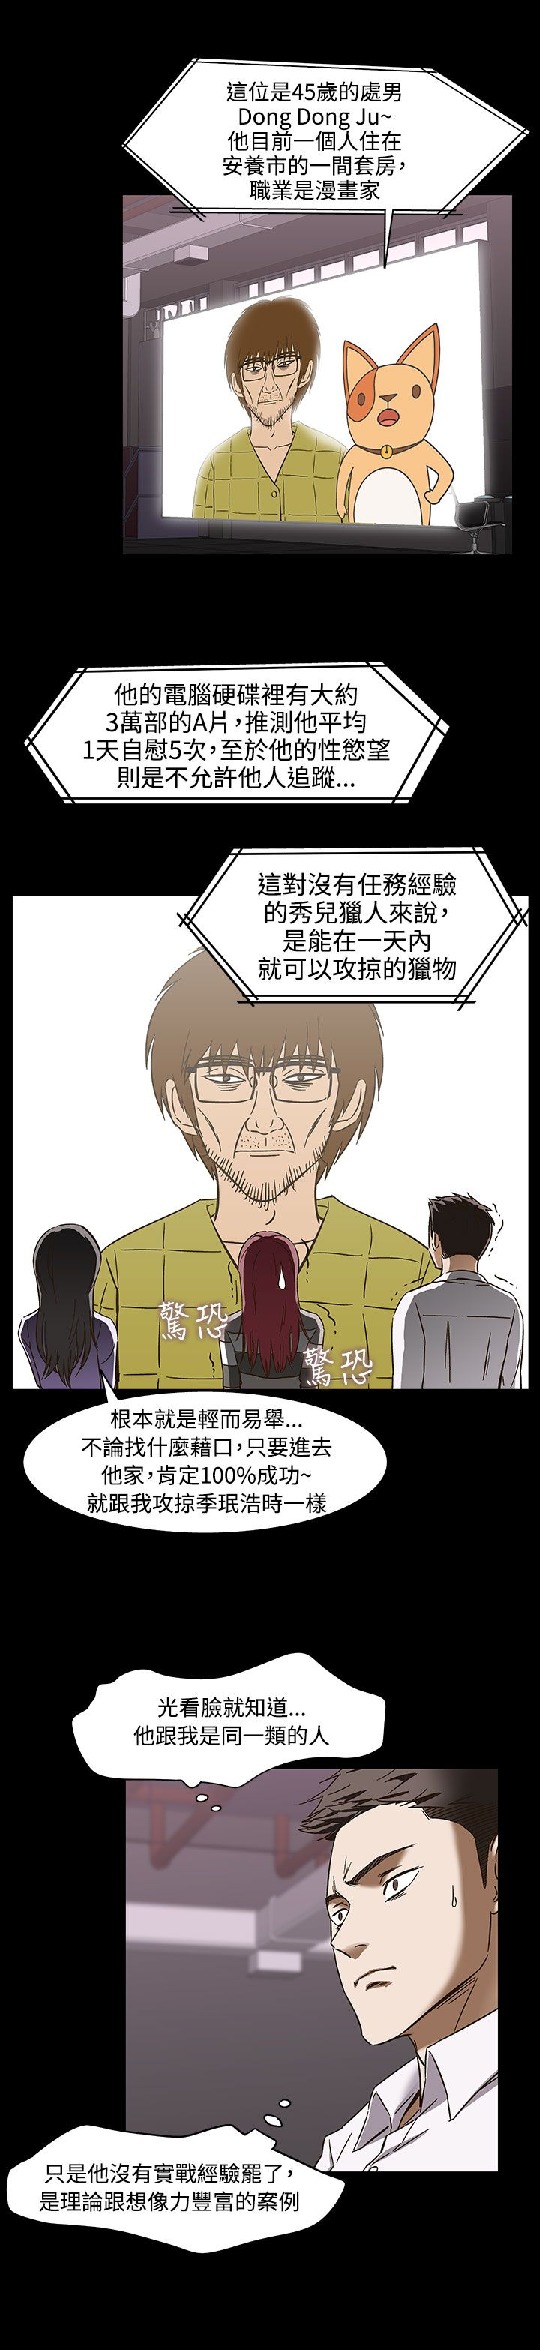 這位是45歲的處男
Dong Dong Ju~
他目前一個人住在
安養市的一間套房，
職業是漫畫家
他的電腦硬碟裡有大約
3萬部的A片，推測他平均
1天自慰5次，至於他的性慾望
則是不允許他人追蹤...
這對沒有任務經驗
的秀兒獵人來說，
是能在一天內
就可以攻掠的獵物
驚恐
驚恐
根本就是輕而易舉...
不論找什麼藉口，只要進去
他家，肯定100%成功~
就跟我攻掠季珉浩時一樣
光看臉就知道...
他跟我是同一類的人
只是他沒有實戰經驗罷了，
是理論跟想像力豐富的案例